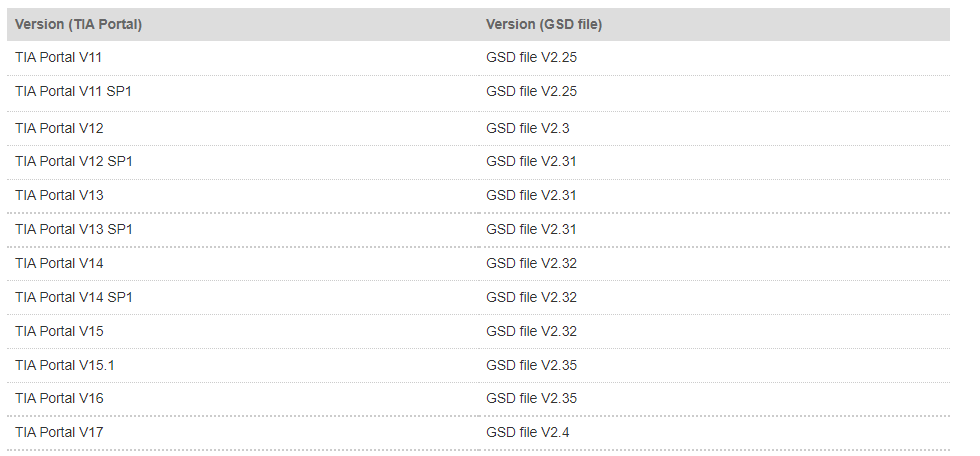 Version (TIA Portal) Version (GSD file)
TIA Portal V11 GSD file V2.25
TIA Portal V11 SP1 GSD file V2.25
TIA Portal V12 GSD file V2.3
TIA Portal V12 SP1 GSD file V2.31
TIA Portal V13 GSD file V2.31
TIA Portal V13 SP1 GSD file V2.31
TIA Portal V14 GSD file V2.32
TIA Portal V14 SP1 GSD file V2.32
TIA Portal V15 GSD file V2.32
TIA Portal V15.1 GSD file V2.35
TIA Portal V16 GSD file V2.35
TIA Portal V17 GSD file V2.4